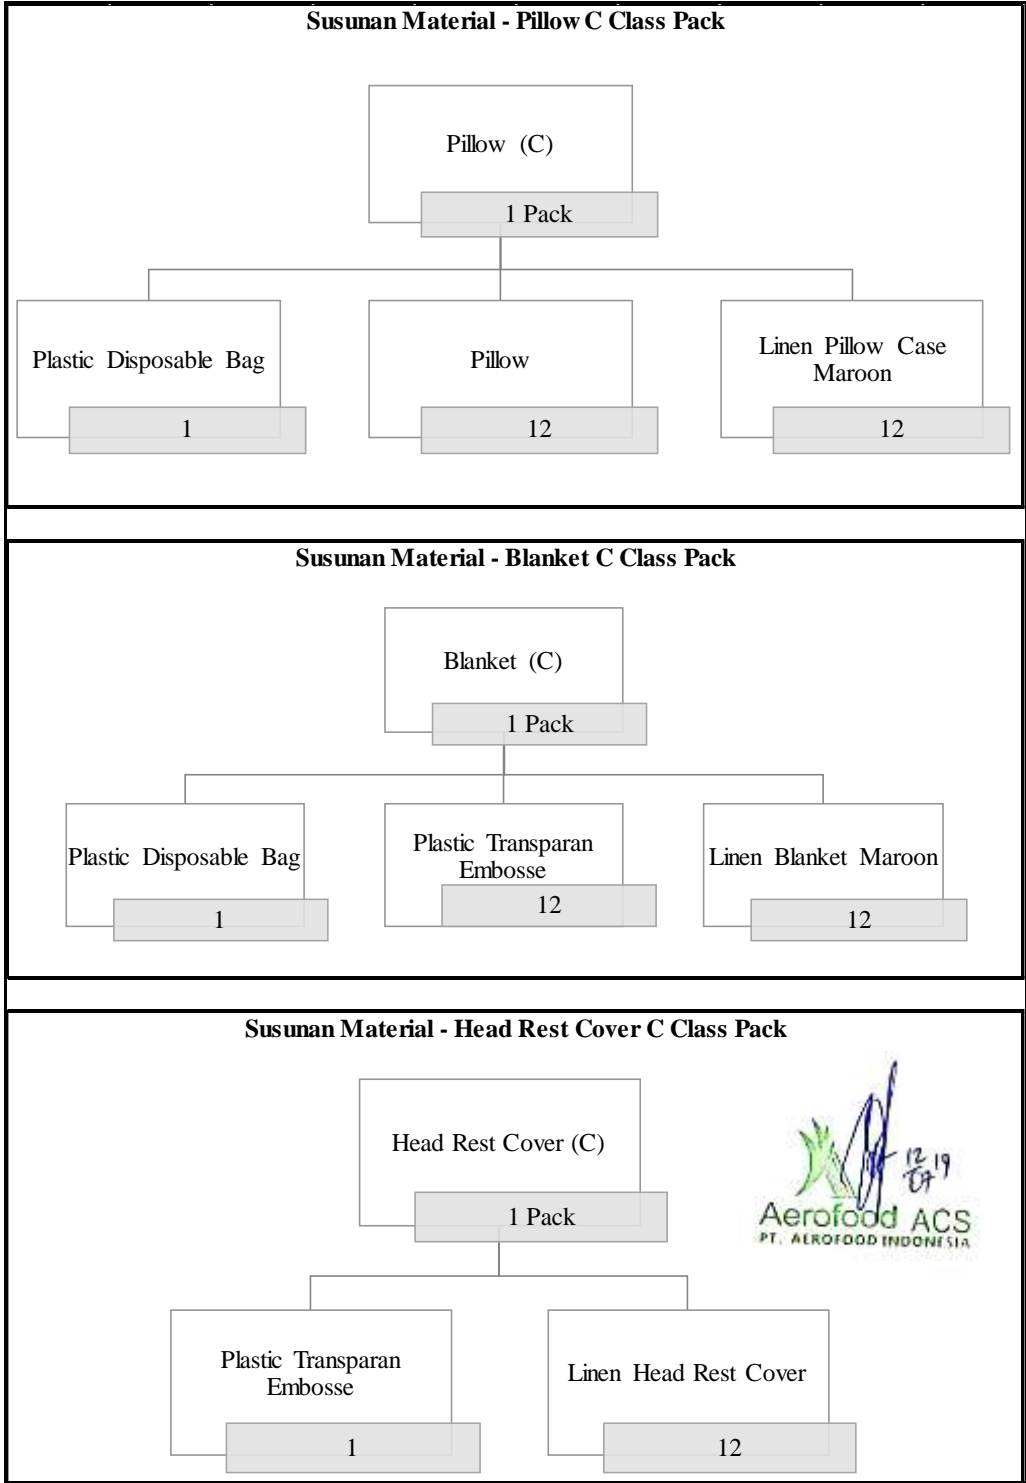 Susunan Material - Pillow C Class Pack
Pillow (C)
1 Pack
Plastic Disposable Bag
1
Pillow
12
Linen Pillow Case
Maroon
12
Susunan Material - Blanket C Class Pack
Blanket (C)
1 Pack
Plastic Disposable Bag
1
Plastic Transparan
Embosse
12
Linen Blanket Maroon
12
Susunan Material - Head Rest Cover C Class Pack
Head Rest Cover (C)
1 Pack
Plastic Transparan
Embosse
1
Linen Head Rest Cover
12
12
07 19
Aerofood ACS
PT. AEROFOOD INDONESIA